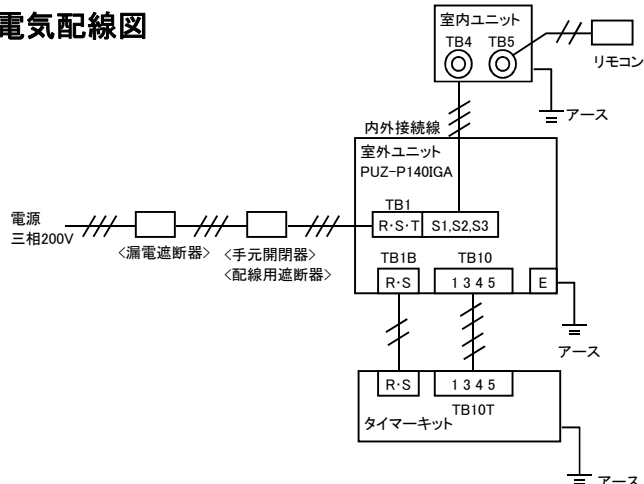 電気配線図
室内ユニット
TB4 TB5
リモコン
アース
内外接続線
室外ユニット
PUZ-P140IGA
TB1
R・S・T S1,S2,S3
電源
三相200V
<漏電遮断器>
<手元開閉器>
<配線用遮断器>
TB1B TB10
R・S 1 3 4 5 E
アース
R・S 1 3 4 5
TB10T
タイマーキット
アース